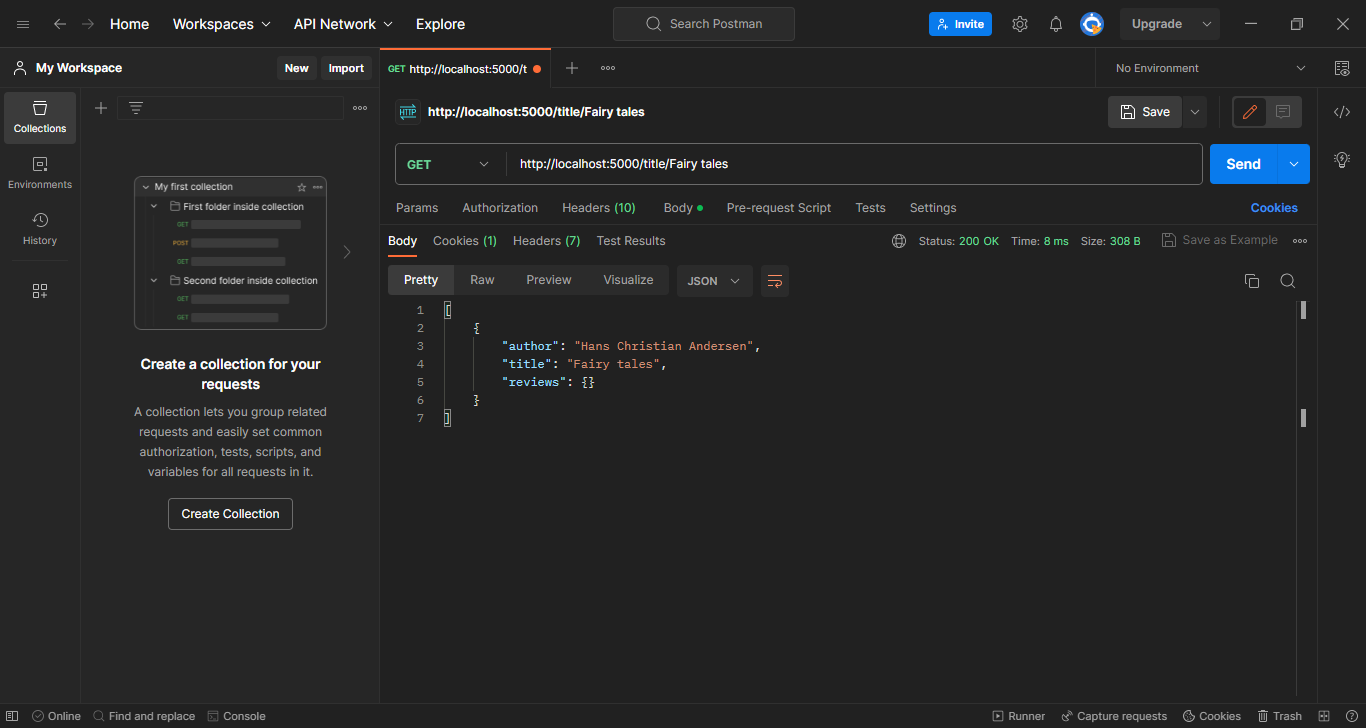 Home Workspaces API Network Explore Search Postman Invite Upgrade
My Workspace New Import GET http://localhost:5000/t No Environment
Collections
Environments
History
My first collection
First folder inside collection
GET
POST
GET
Second folder inside collection
GET
GET
Create a collection for your
requests
A collection lets you group related
requests and easily set common
authorization, tests, scripts, and
variables for all requests in it.
Create Collection
HTTP http://localhost:5000/title/Fairy tales Save
GET http://localhost:5000/title/Fairy tales Send
Params Authorization Headers (10) Body Pre-request Script Tests Settings Cookies
Body Cookies (1) Headers (7) Test Results Status: 200 OK Time: 8 ms Size: 308 B Save as Example
Pretty Raw Preview Visualize JSON
1 [
2 {
3 "author": "Hans Christian Andersen",
4 "title": "Fairy tales",
5 "reviews": {}
6 }
7 ]
Online Find and replace Console Runner Capture requests Cookies Trash